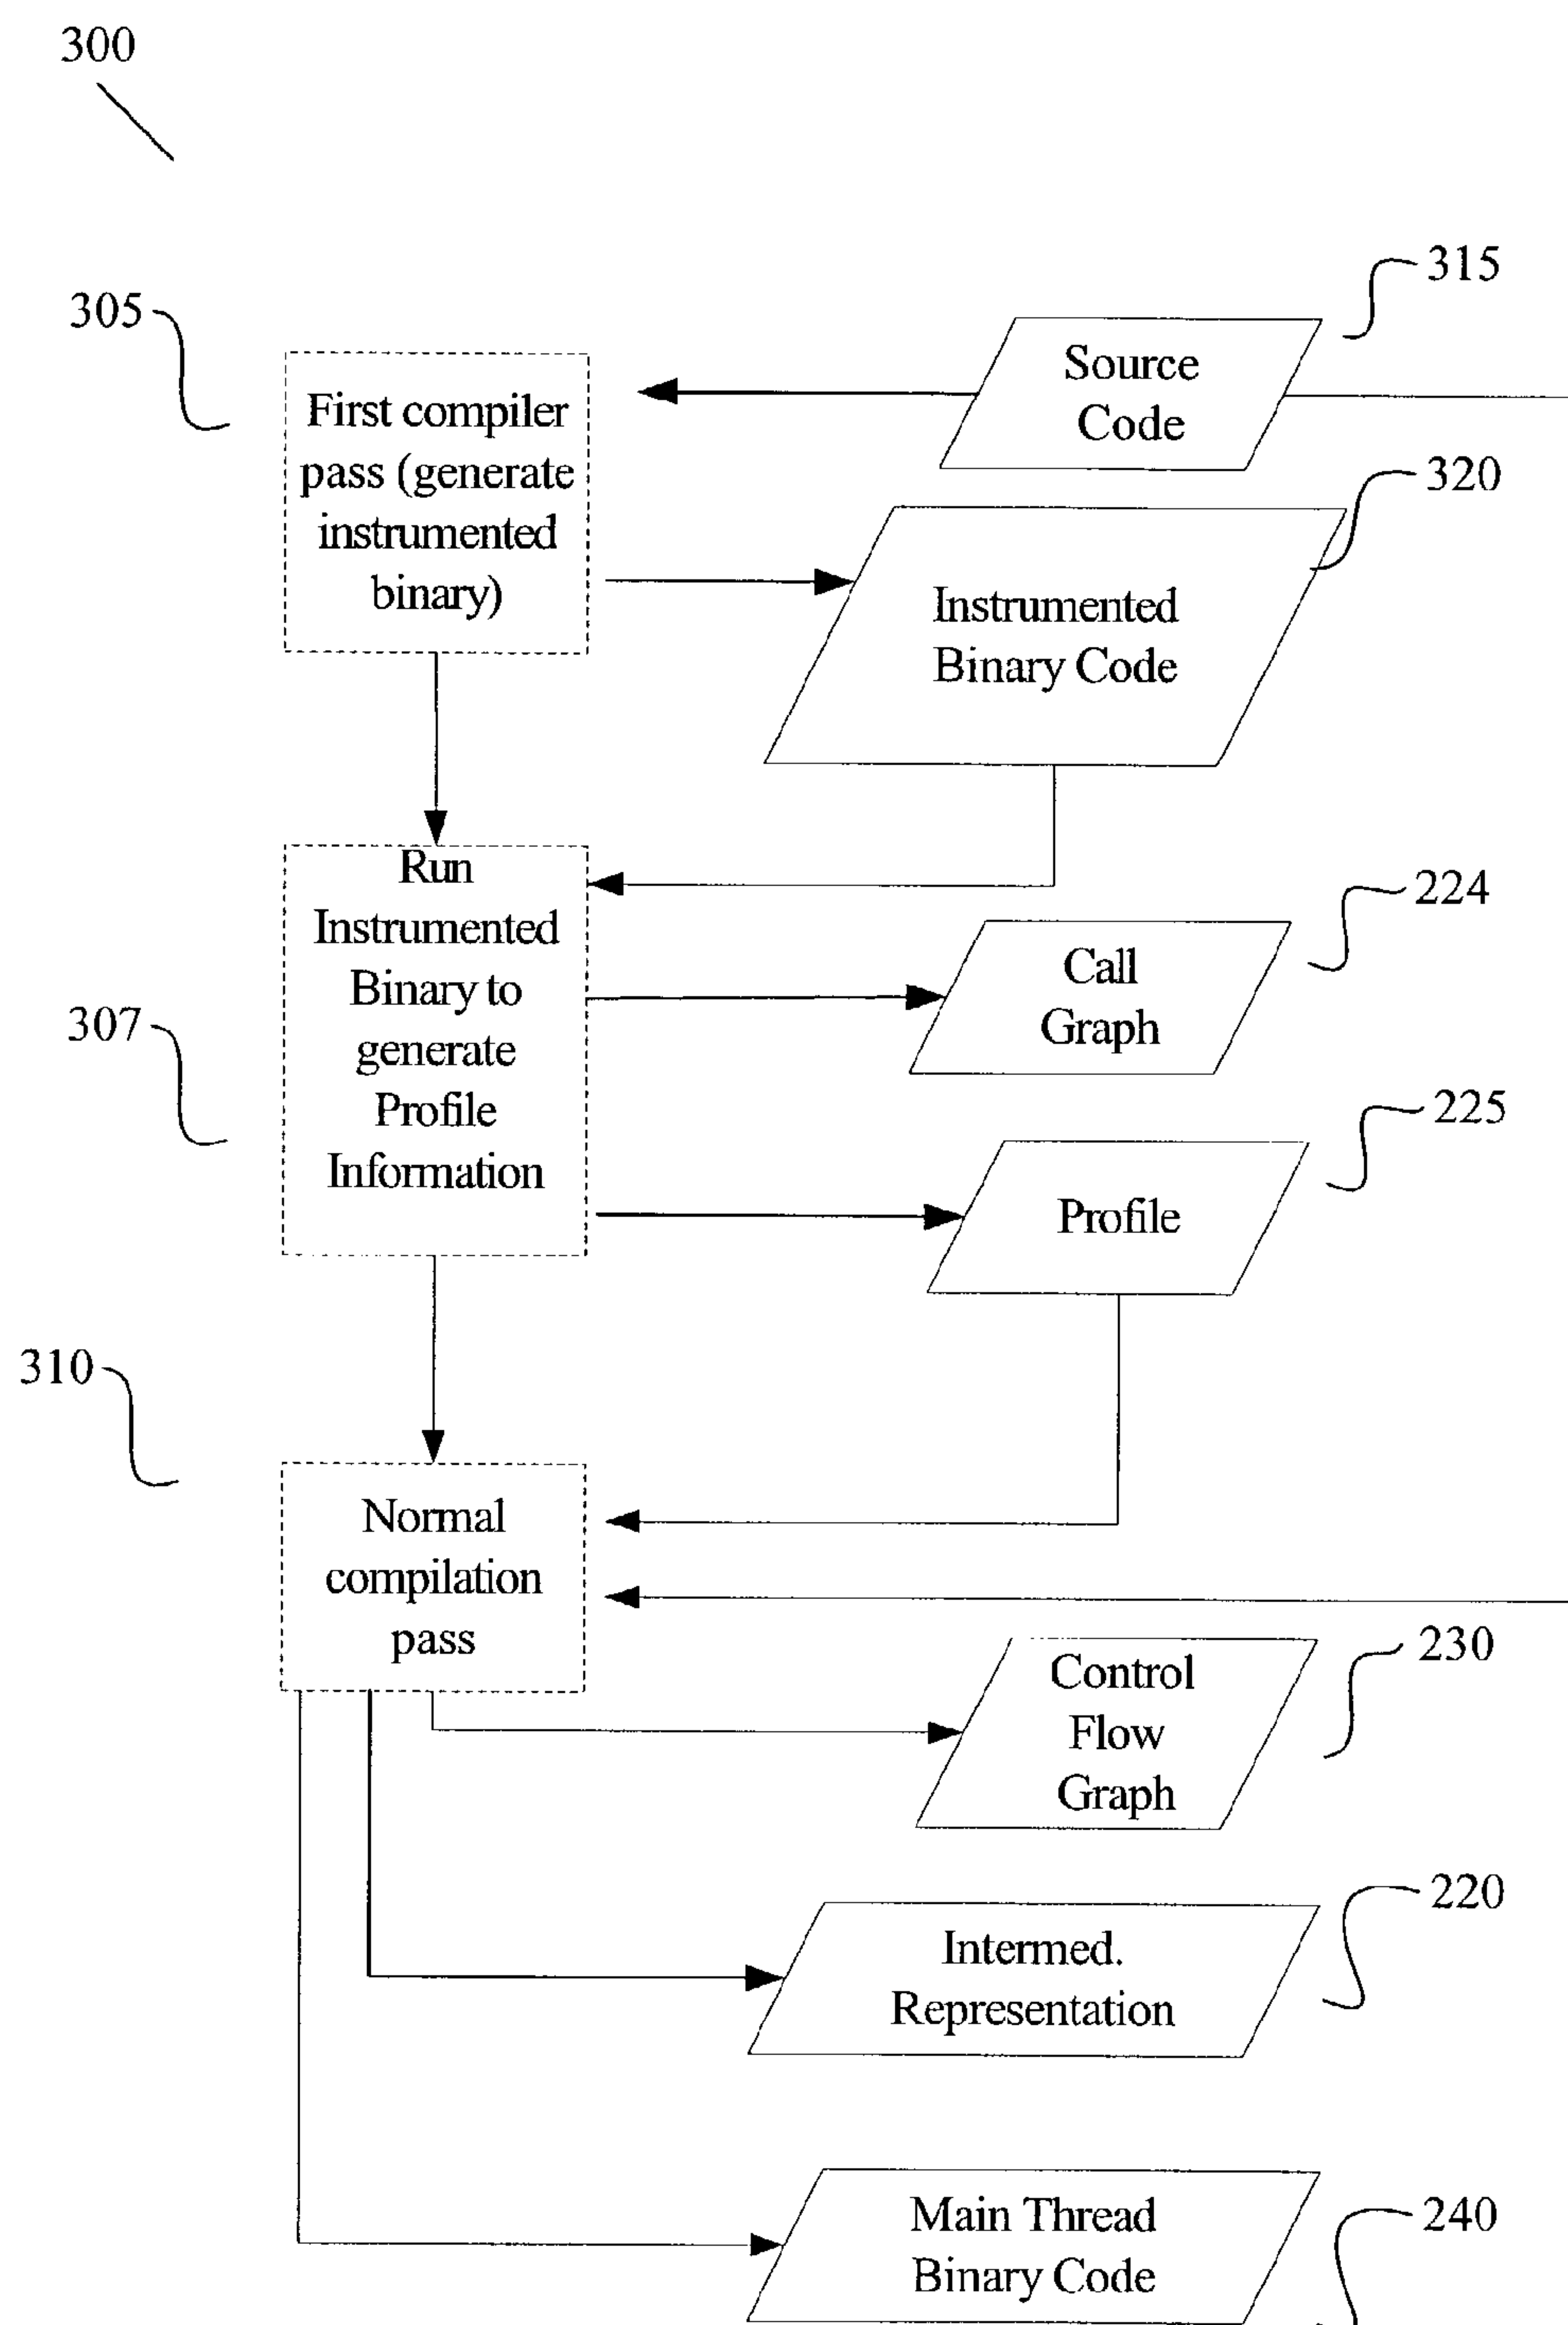 300
315
305
Source
Code
First compiler
pass (generate
instrumented
binary)
320
Instrumented
Binary Code
Run
Instrumented
Binary to
generate
Profile
Information
307
224
Call
Graph
225
Profile
310
Normal
compilation
pass
230
Control
Flow
Graph
220
Intermed.
Representation
240
Main Thread
Binary Code